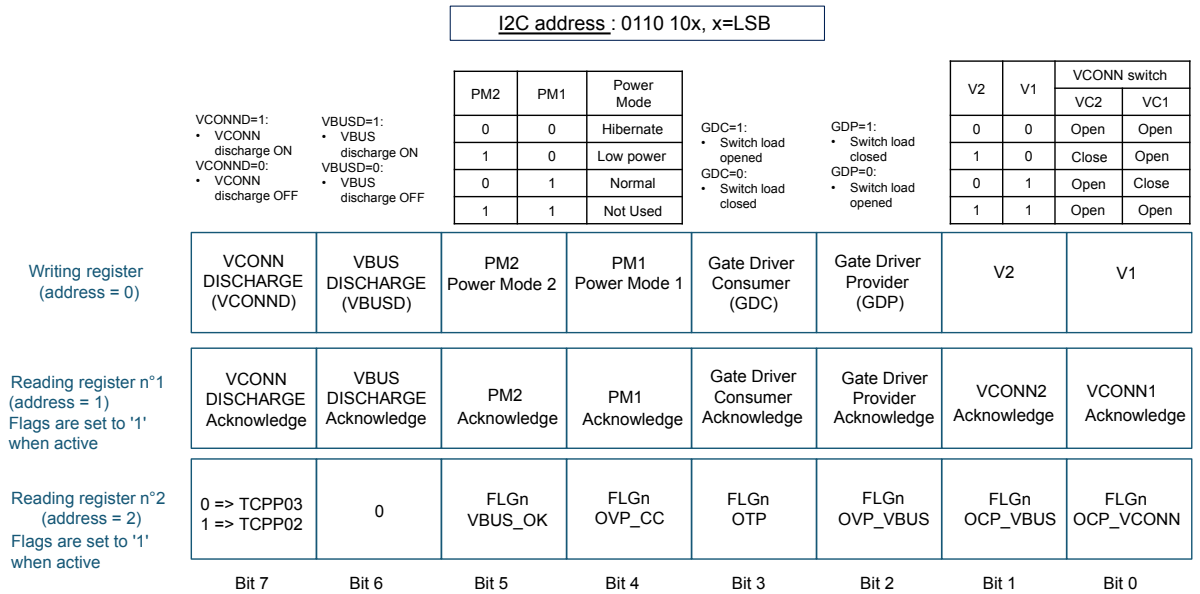 I2C address : 0110 10x, x=LSB
VCONND=1:
• VCONN
discharge ON
VCONND=0:
• VCONN
discharge OFF
VBUSD=1:
• VBUS
discharge ON
VBUSD=0:
• VBUS
discharge OFF
PM2 PM1 Power
Mode
0 0 Hibernate
1 0 Low power
0 1 Normal
1 1 Not Used
GDC=1:
• Switch load
opened
GDC=0:
• Switch load
closed
GDP=1:
• Switch load
closed
GDP=0:
• Switch load
opened
V2 V1 VCONN switch
VC2 VC1
0 0 Open Open
1 0 Close Open
0 1 Open Close
1 1 Open Open
Writing register
(address = 0)
VCONN
DISCHARGE
(VCONND)
VBUS
DISCHARGE
(VBUSD)
PM2
Power Mode 2
PM1
Power Mode 1
Gate Driver
Consumer
(GDC)
Gate Driver
Provider
(GDP)
V2
V1
Reading register n°1
(address = 1)
Flags are set to '1'
when active
VCONN
DISCHARGE
Acknowledge
VBUS
DISCHARGE
Acknowledge
PM2
Acknowledge
PM1
Acknowledge
Gate Driver
Consumer
Acknowledge
Gate Driver
Provider
Acknowledge
VCONN2
Acknowledge
VCONN1
Acknowledge
Reading register n°2
(address = 2)
Flags are set to '1'
when active
0 => TCPP03
1 => TCPP02
0
FLGn
VBUS_OK
FLGn
OVP_CC
FLGn
OTP
FLGn
OVP_VBUS
FLGn
OCP_VBUS
FLGn
OCP_VCONN
Bit 7 Bit 6 Bit 5 Bit 4 Bit 3 Bit 2 Bit 1 Bit 0